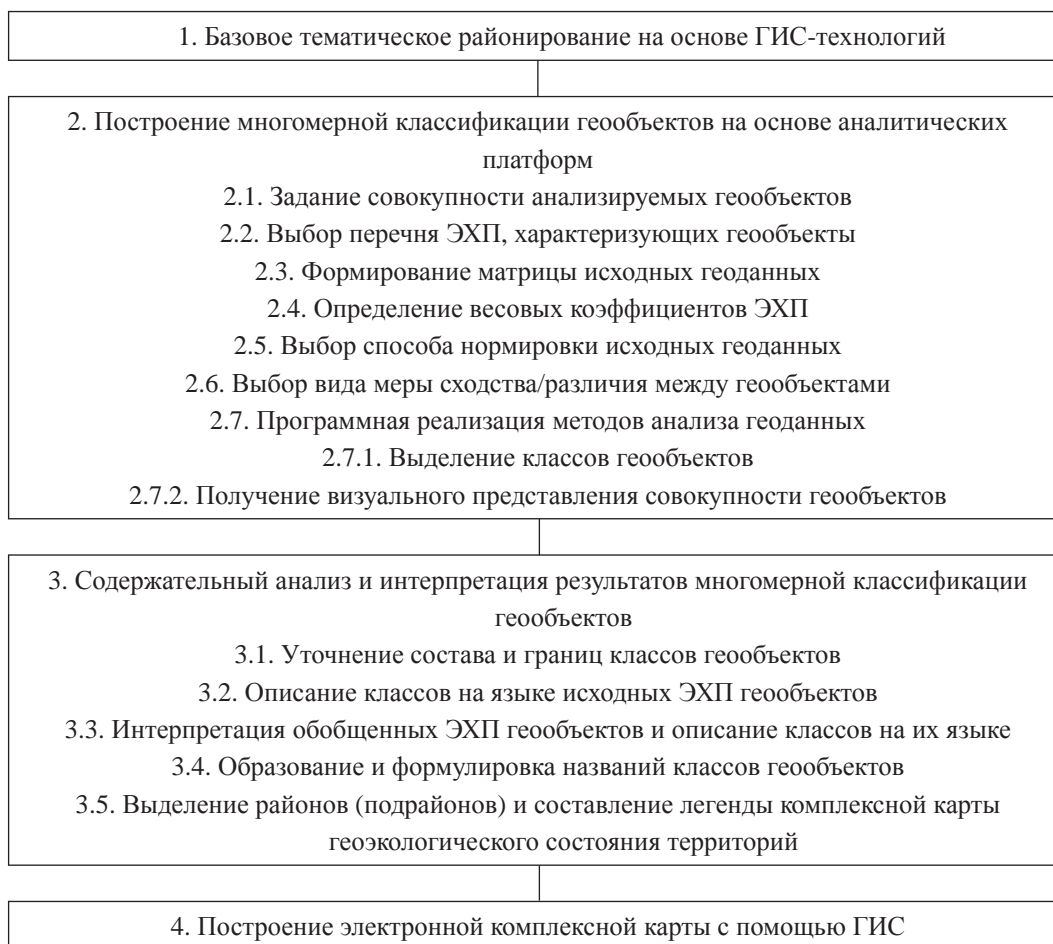 1. Базовое тематическое районирование на основе ГИС-технологий
2. Построение многомерной классификации геообъектов на основе аналитических
платформ
2.1. Задание совокупности анализируемых геообъектов
2.2. Выбор перечня ЭХП, характеризующих геообъекты
2.3. Формирование матрицы исходных геоданных
2.4. Определение весовых коэффициентов ЭХП
2.5. Выбор способа нормировки исходных геоданных
2.6. Выбор вида меры сходства/различия между геообъектами
2.7. Программная реализация методов анализа геоданных
2.7.1. Выделение классов геообъектов
2.7.2. Получение визуального представления совокупности геообъектов
3. Содержательный анализ и интерпретация результатов многомерной классификации
геообъектов
3.1. Уточнение состава и границ классов геообъектов
3.2. Описание классов на языке исходных ЭХП геообъектов
3.3. Интерпретация обобщенных ЭХП геообъектов и описание классов на их языке
3.4. Образование и формулировка названий классов геообъектов
3.5. Выделение районов (подрайонов) и составление легенды комплексной карты
геоэкологического состояния территорий
4. Построение электронной комплексной карты с помощью ГИС